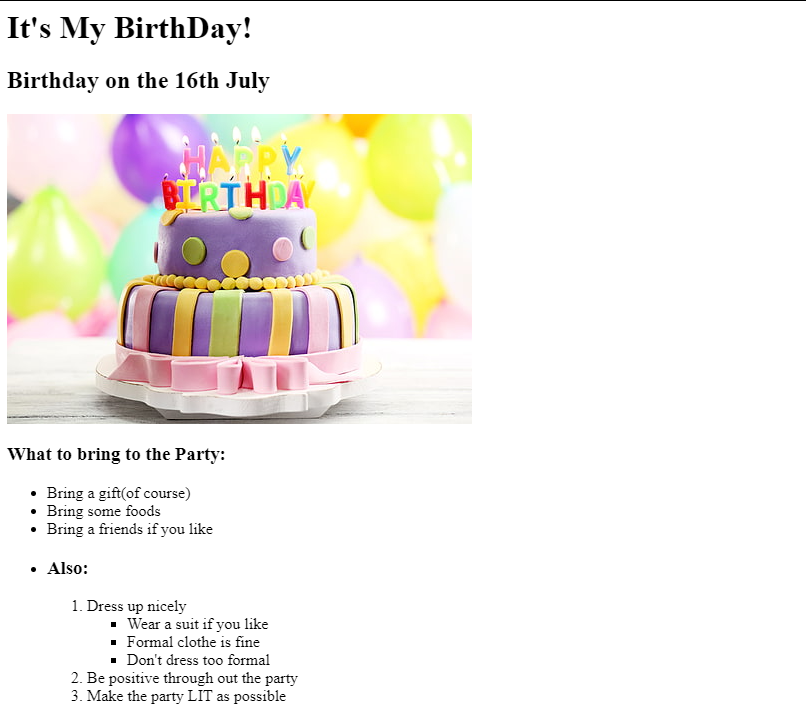 It's My BirthDay!
Birthday on the 16th July
HAPPY
BIRTHDAY
What to bring to the Party:
Bring a gift(of course)
Bring some foods
Bring a friends if you like
Also:
1. Dress up nicely
Wear a suit if you like
Formal clothe is fine
Don't dress too formal
2. Be positive through out the party
3. Make the party LIT as possible